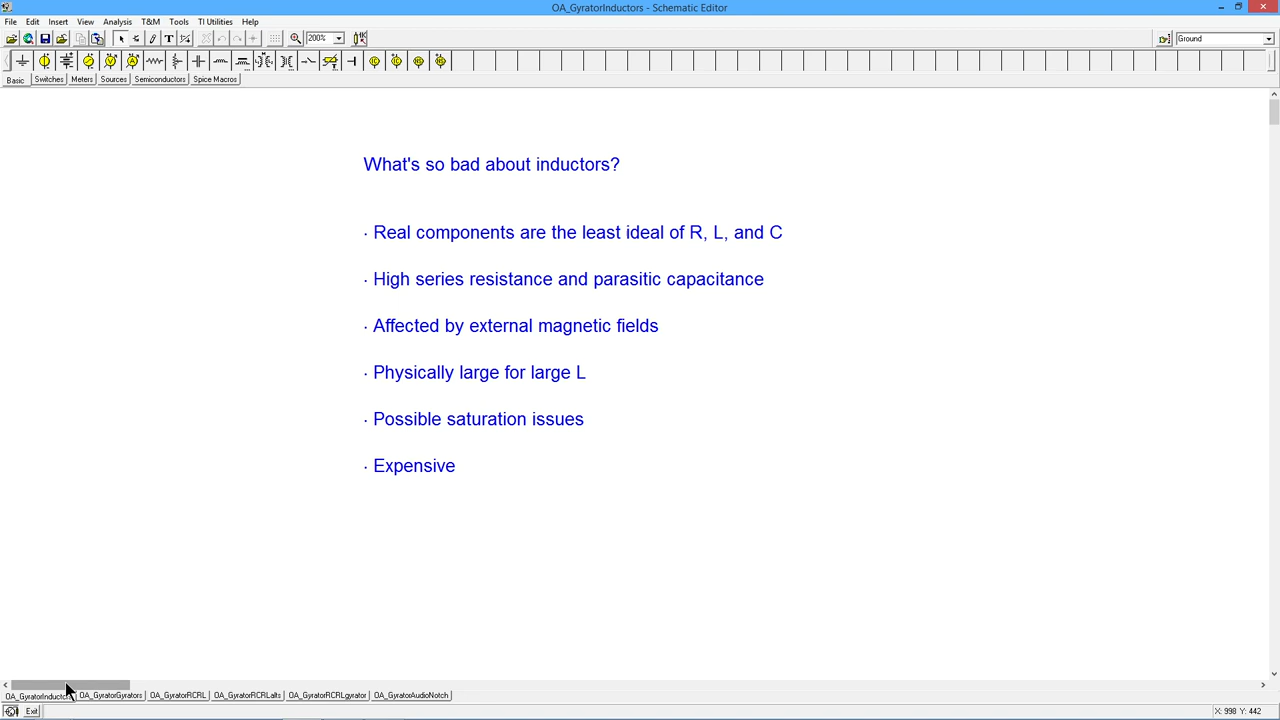 OA_GyratorInductors - Schematic Editor
File Edit Insert View Analysis T&M Tools TI Utilities Help
200%
Ground
Basic Switches Meters Sources Semiconductors Spice Macros
What's so bad about inductors?
· Real components are the least ideal of R, L, and C
· High series resistance and parasitic capacitance
· Affected by external magnetic fields
· Physically large for large L
· Possible saturation issues
· Expensive
OA_GyratorInductors OA_GyratorGyrators OA_GyratorRCRL OA_GyratorRCRLalts OA_GyratorRCRLgyrator OA_GyratorAudioNotch
Exit X: 998 Y: 442